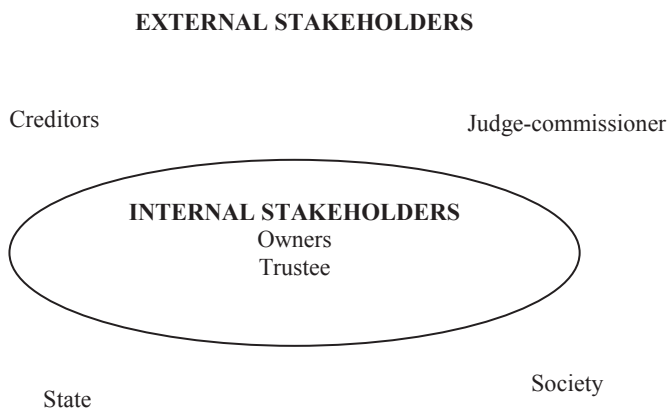 EXTERNAL STAKEHOLDERS
Creditors
Judge-commissioner
INTERNAL STAKEHOLDERS
Owners
Trustee
Society
State